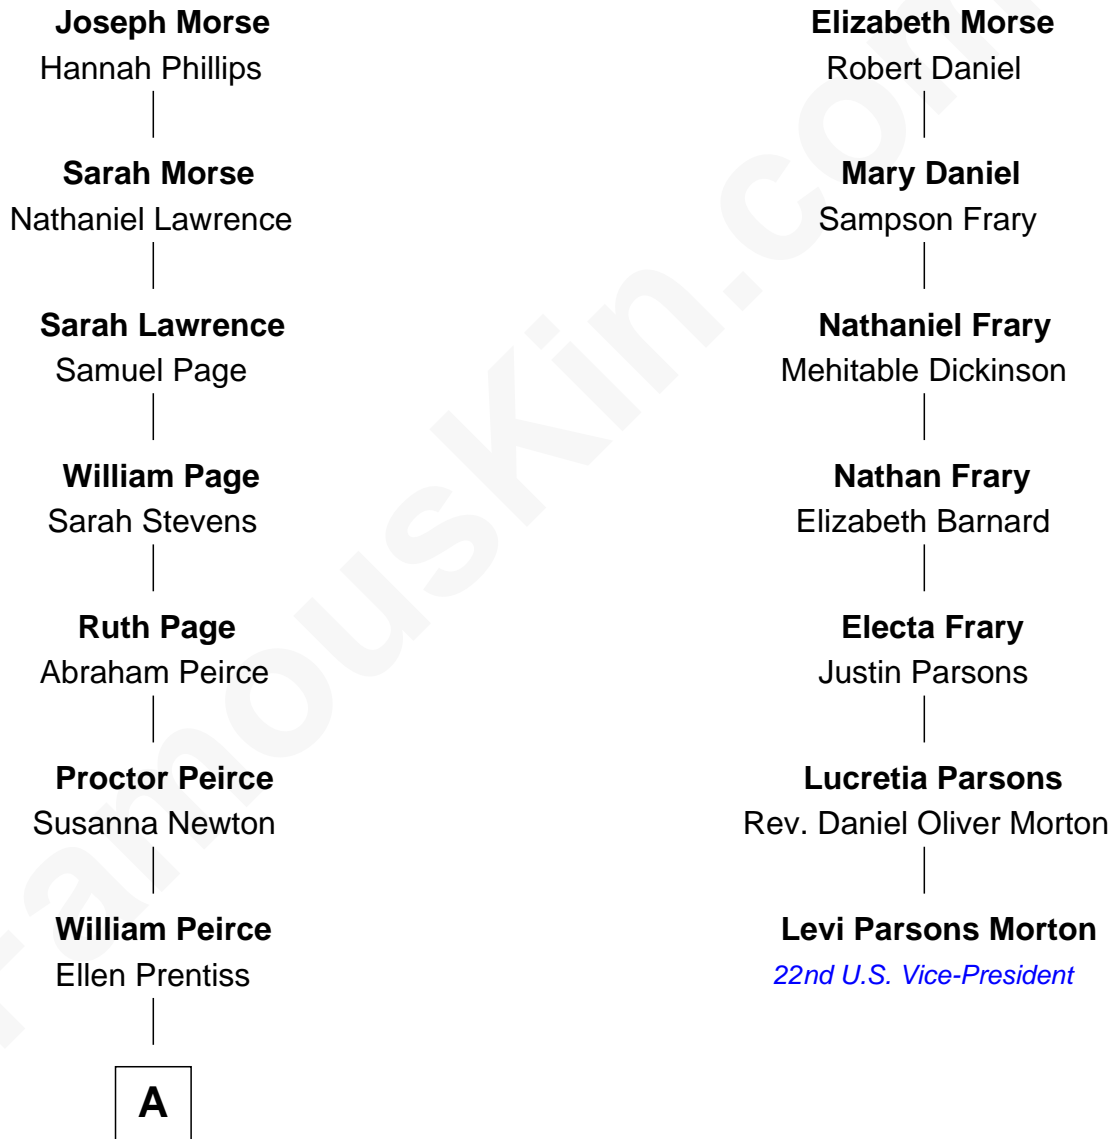 Joseph Morse
Hannah Phillips
Sarah Morse
Nathaniel Lawrence
Sarah Lawrence
Samuel Page
William Page
Sarah Stevens
Ruth Page
Abraham Peirce
Proctor Peirce
Susanna Newton
William Peirce
Ellen Prentiss
A
Elizabeth Morse
Robert Daniel
Mary Daniel
Sampson Frary
Nathaniel Frary
Mehitable Dickinson
Nathan Frary
Elizabeth Barnard
Electa Frary
Justin Parsons
Lucretia Parsons
Rev. Daniel Oliver Morton
Levi Parsons Morton
22nd U.S. Vice-President
FamousKin.com